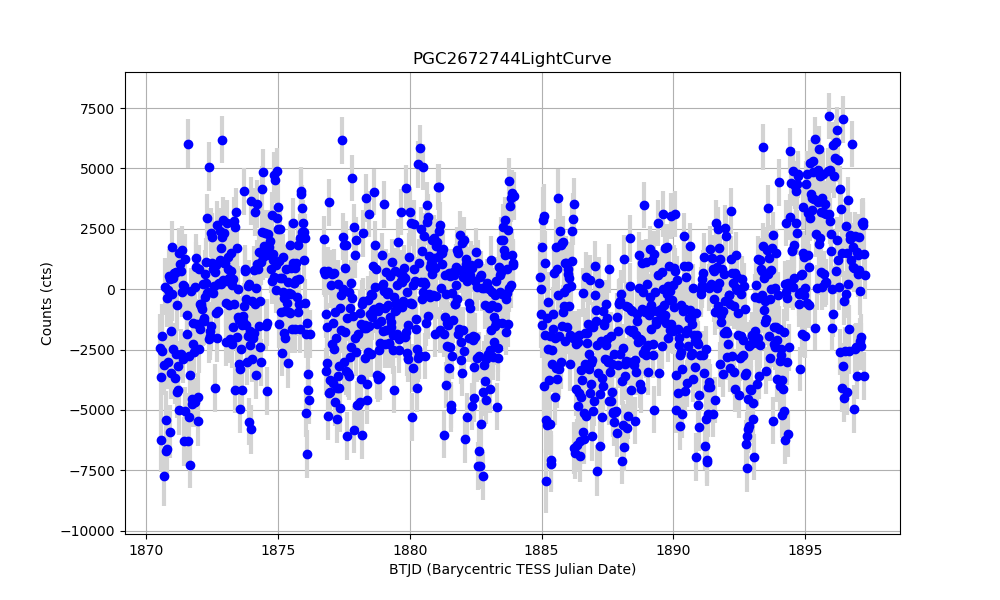 PGC2672744LightCurve
7500
5000
2500
0
−2500
−5000
−7500
−10000
Counts (cts)
1870 1875 1880 1885 1890 1895
BTJD (Barycentric TESS Julian Date)